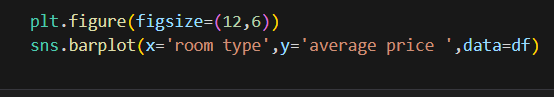 plt.figure(figsize=(12,6))
sns.barplot(x='room type',y='average price ',data=df)